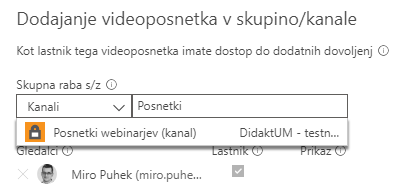 Dodajanje videoposnetka v skupino/kanale
Kot lastnik tega videoposnetka imate dostop do dodatnih dovoljenj
Skupna raba s/z
Kanali Posnetki
Posnetki webinarjev (kanal) DidaktUM - testn...
Gledalci Lastnik Prikaz
Miro Puhek (miro.puhe...